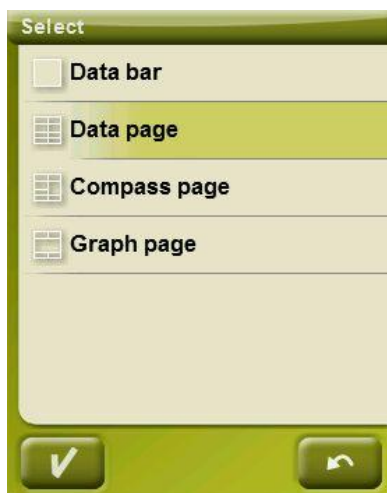 Select
Data bar
Data page
Compass page
Graph page